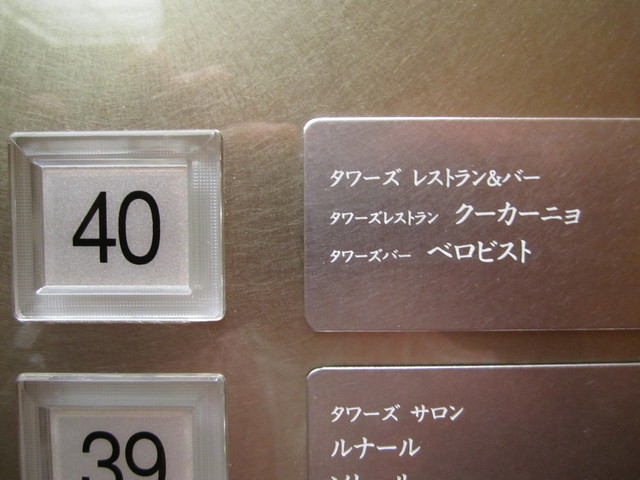 40
タワーズ レストラン&バー
タワーズレストラン クーカーニョ
タワーズバー ベロビスト
39
タワーズ サロン
ルナール